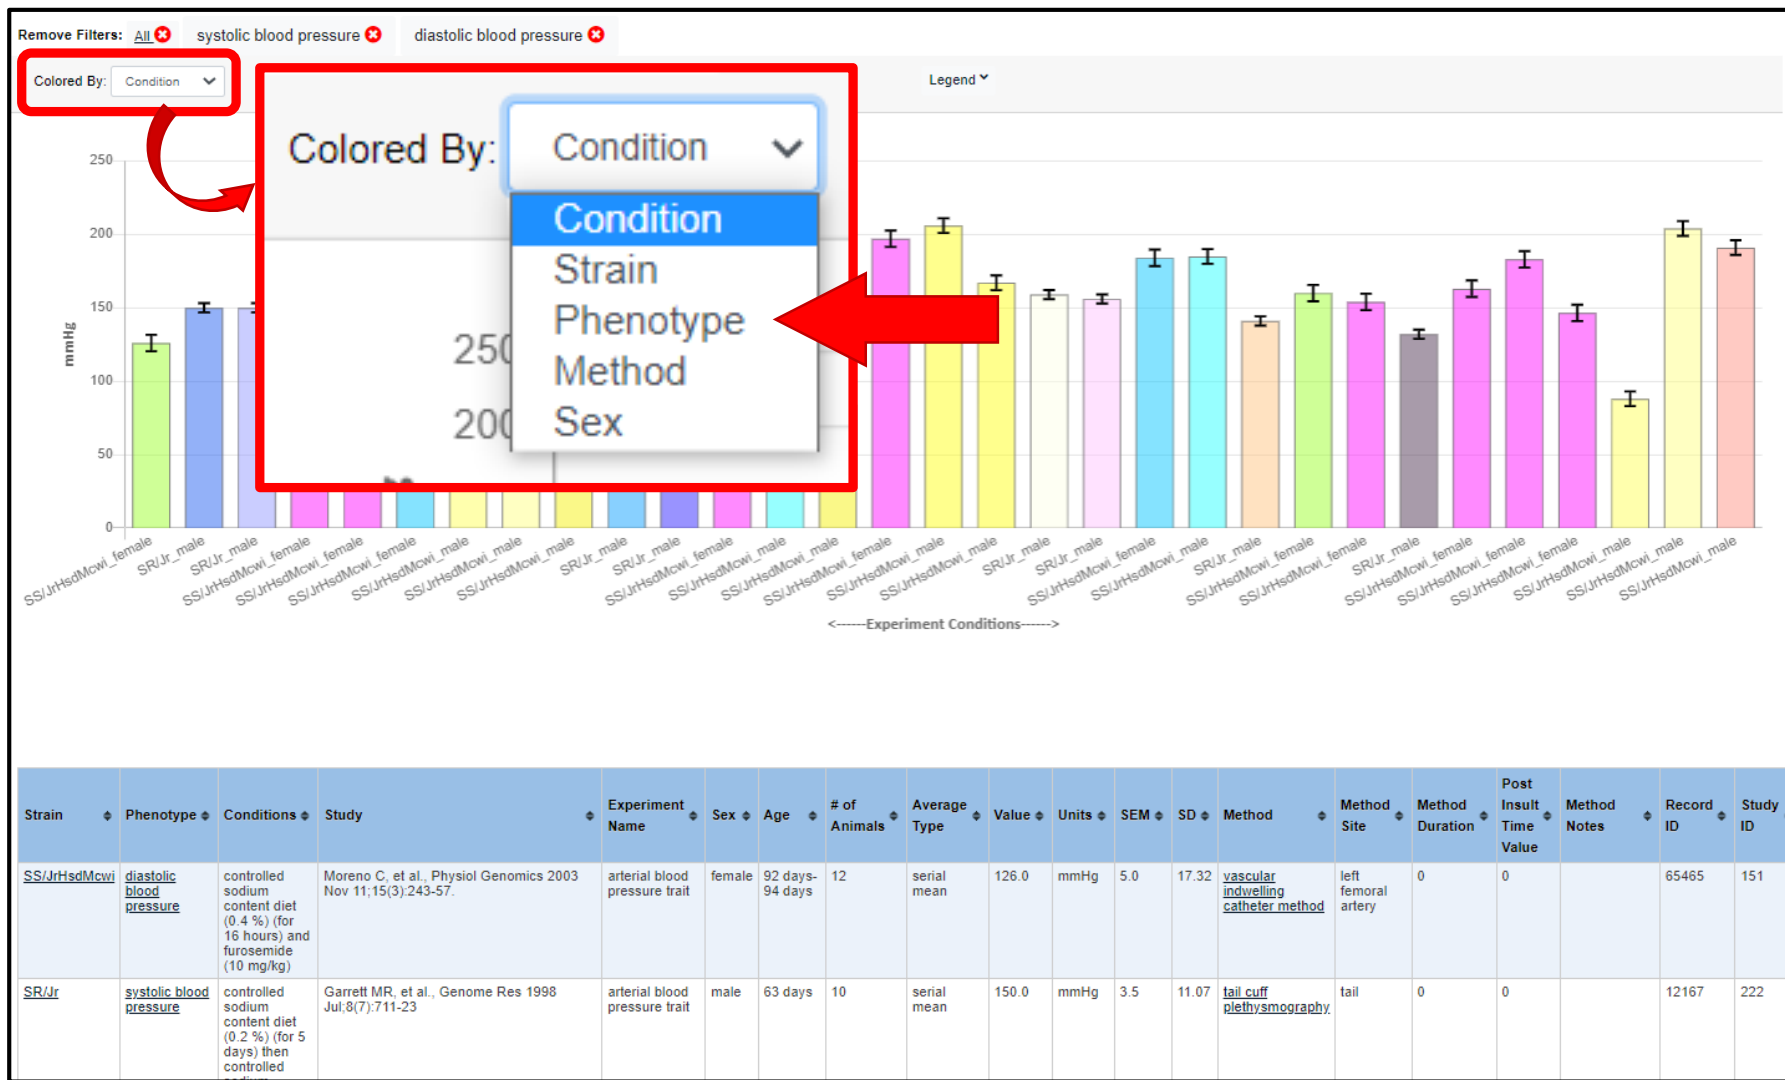 Remove Filters: All systolic blood pressure diastolic blood pressure
Colored By: Condition
Legend
Colored By: Condition
Condition
Strain
Phenotype
Method
Sex
250
200
250
200
150
100
50
0
mmHg
SS/JrHsdMcwi_female
SR/Jr_male
SR/Jr_male
SS/JrHsdMcwi_female
SS/JrHsdMcwi_female
SS/JrHsdMcwi_female
SS/JrHsdMcwi_male
SS/JrHsdMcwi_male
SS/JrHsdMcwi_male
SR/Jr_male
SR/Jr_male
SS/JrHsdMcwi_female
SS/JrHsdMcwi_male
SS/JrHsdMcwi_male
SS/JrHsdMcwi_female
SS/JrHsdMcwi_male
SS/JrHsdMcwi_male
SR/Jr_male
SR/Jr_male
SS/JrHsdMcwi_female
SS/JrHsdMcwi_male
SR/Jr_male
SS/JrHsdMcwi_female
SS/JrHsdMcwi_female
SR/Jr_male
SS/JrHsdMcwi_female
SS/JrHsdMcwi_female
SS/JrHsdMcwi_female
SS/JrHsdMcwi_male
SS/JrHsdMcwi_male
SS/JrHsdMcwi_male
<------Experiment Conditions------>
Strain
Phenotype
Conditions
Study
Experiment
Name
Sex
Age
# of
Animals
Average
Type
Value
Units
SEM
SD
Method
Method
Site
Method
Duration
Post
Insult
Time
Value
Method
Notes
Record
ID
Study
ID
SS/JrHsdMcwi
diastolic
blood
pressure
controlled
sodium
content diet
(0.4 %) (for
16 hours) and
furosemide
(10 mg/kg)
Moreno C, et al., Physiol Genomics 2003
Nov 11;15(3):243-57.
arterial blood
pressure trait
female
92 days-
94 days
12
serial
mean
126.0
mmHg
5.0
17.32
vascular
indwelling
catheter method
left
femoral
artery
0
0
65465
151
SR/Jr
systolic blood
pressure
controlled
sodium
content diet
(0.2 %) (for 5
days) then
controlled
sodium
Garrett MR, et al., Genome Res 1998
Jul;8(7):711-23
arterial blood
pressure trait
male
63 days
10
serial
mean
150.0
mmHg
3.5
11.07
tail cuff
plethysmography
tail
0
0
12167
222